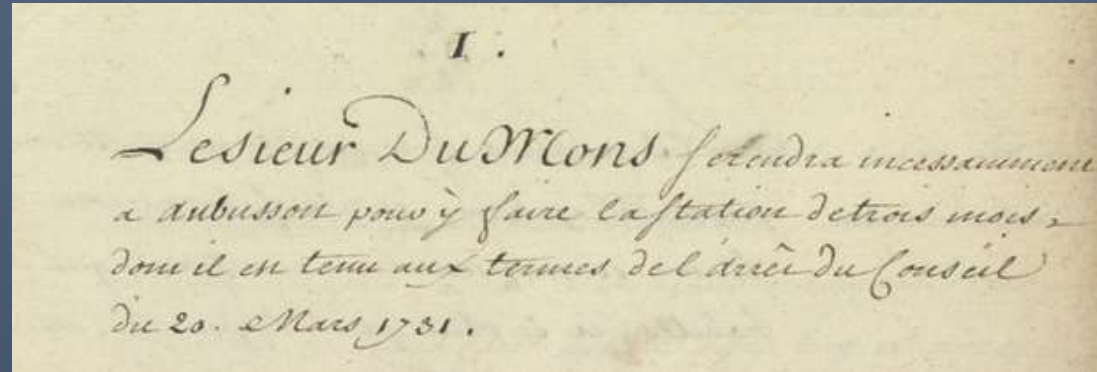 I.
Le sieur Du Mons se rendra incessamment
a aubusson pour ÿ faire la station de trois mois
dont il est tenu aux termes de l'arrêt du Conseil
du 20. Mars 1731.